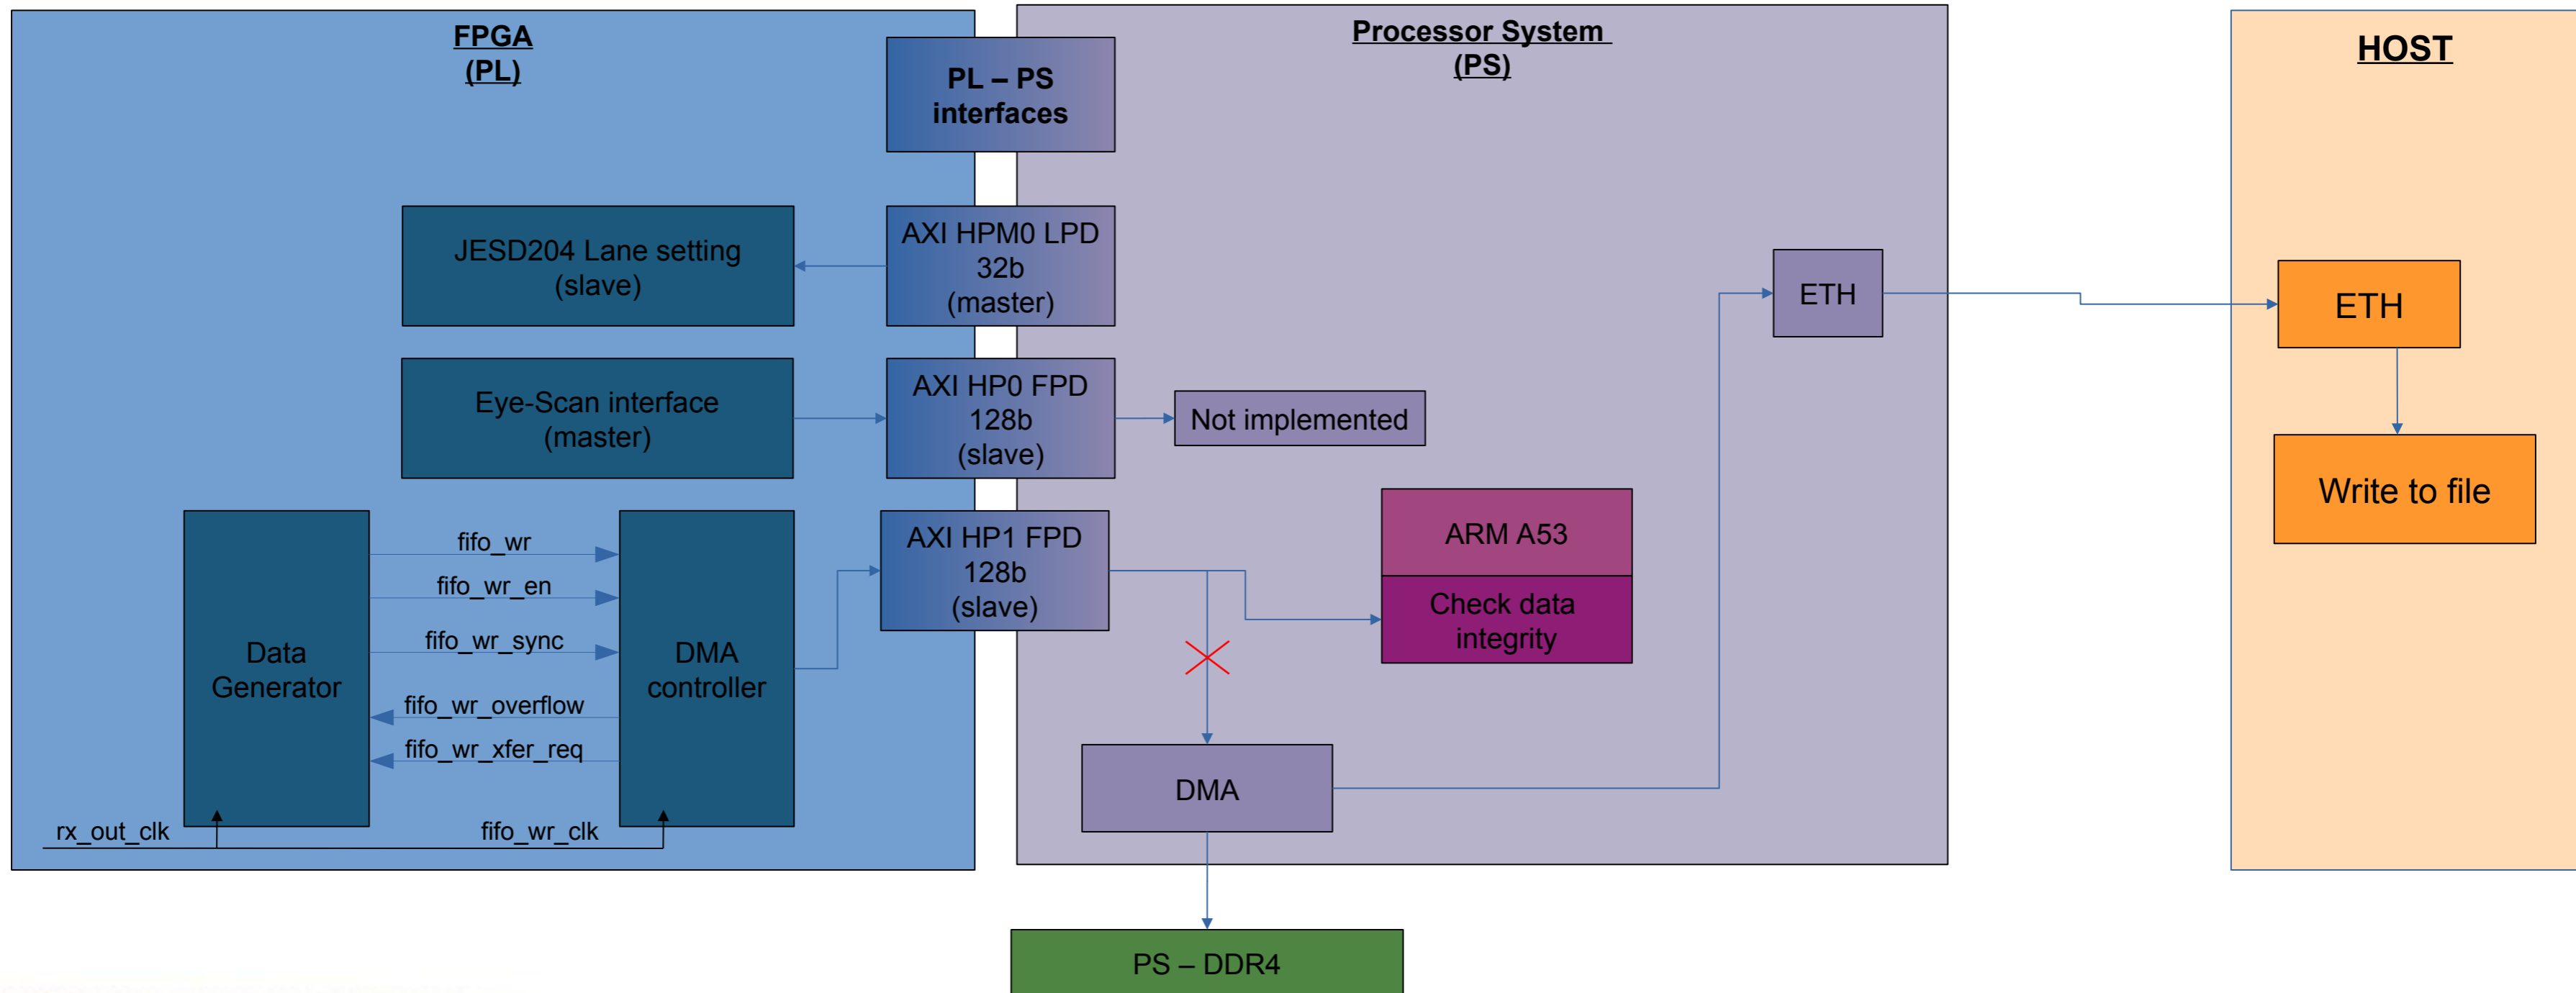 FPGA
(PL)
PL – PS
interfaces
Processor System
(PS)
HOST
JESD204 Lane setting
(slave)
AXI HPM0 LPD
32b
(master)
ETH
ETH
Eye-Scan interface
(master)
AXI HP0 FPD
128b
(slave)
Not implemented
Write to file
Data
Generator
fifo_wr
fifo_wr_en
fifo_wr_sync
fifo_wr_overflow
fifo_wr_xfer_req
DMA
controller
AXI HP1 FPD
128b
(slave)
ARM A53
Check data
integrity
DMA
rx_out_clk
fifo_wr_clk
PS – DDR4